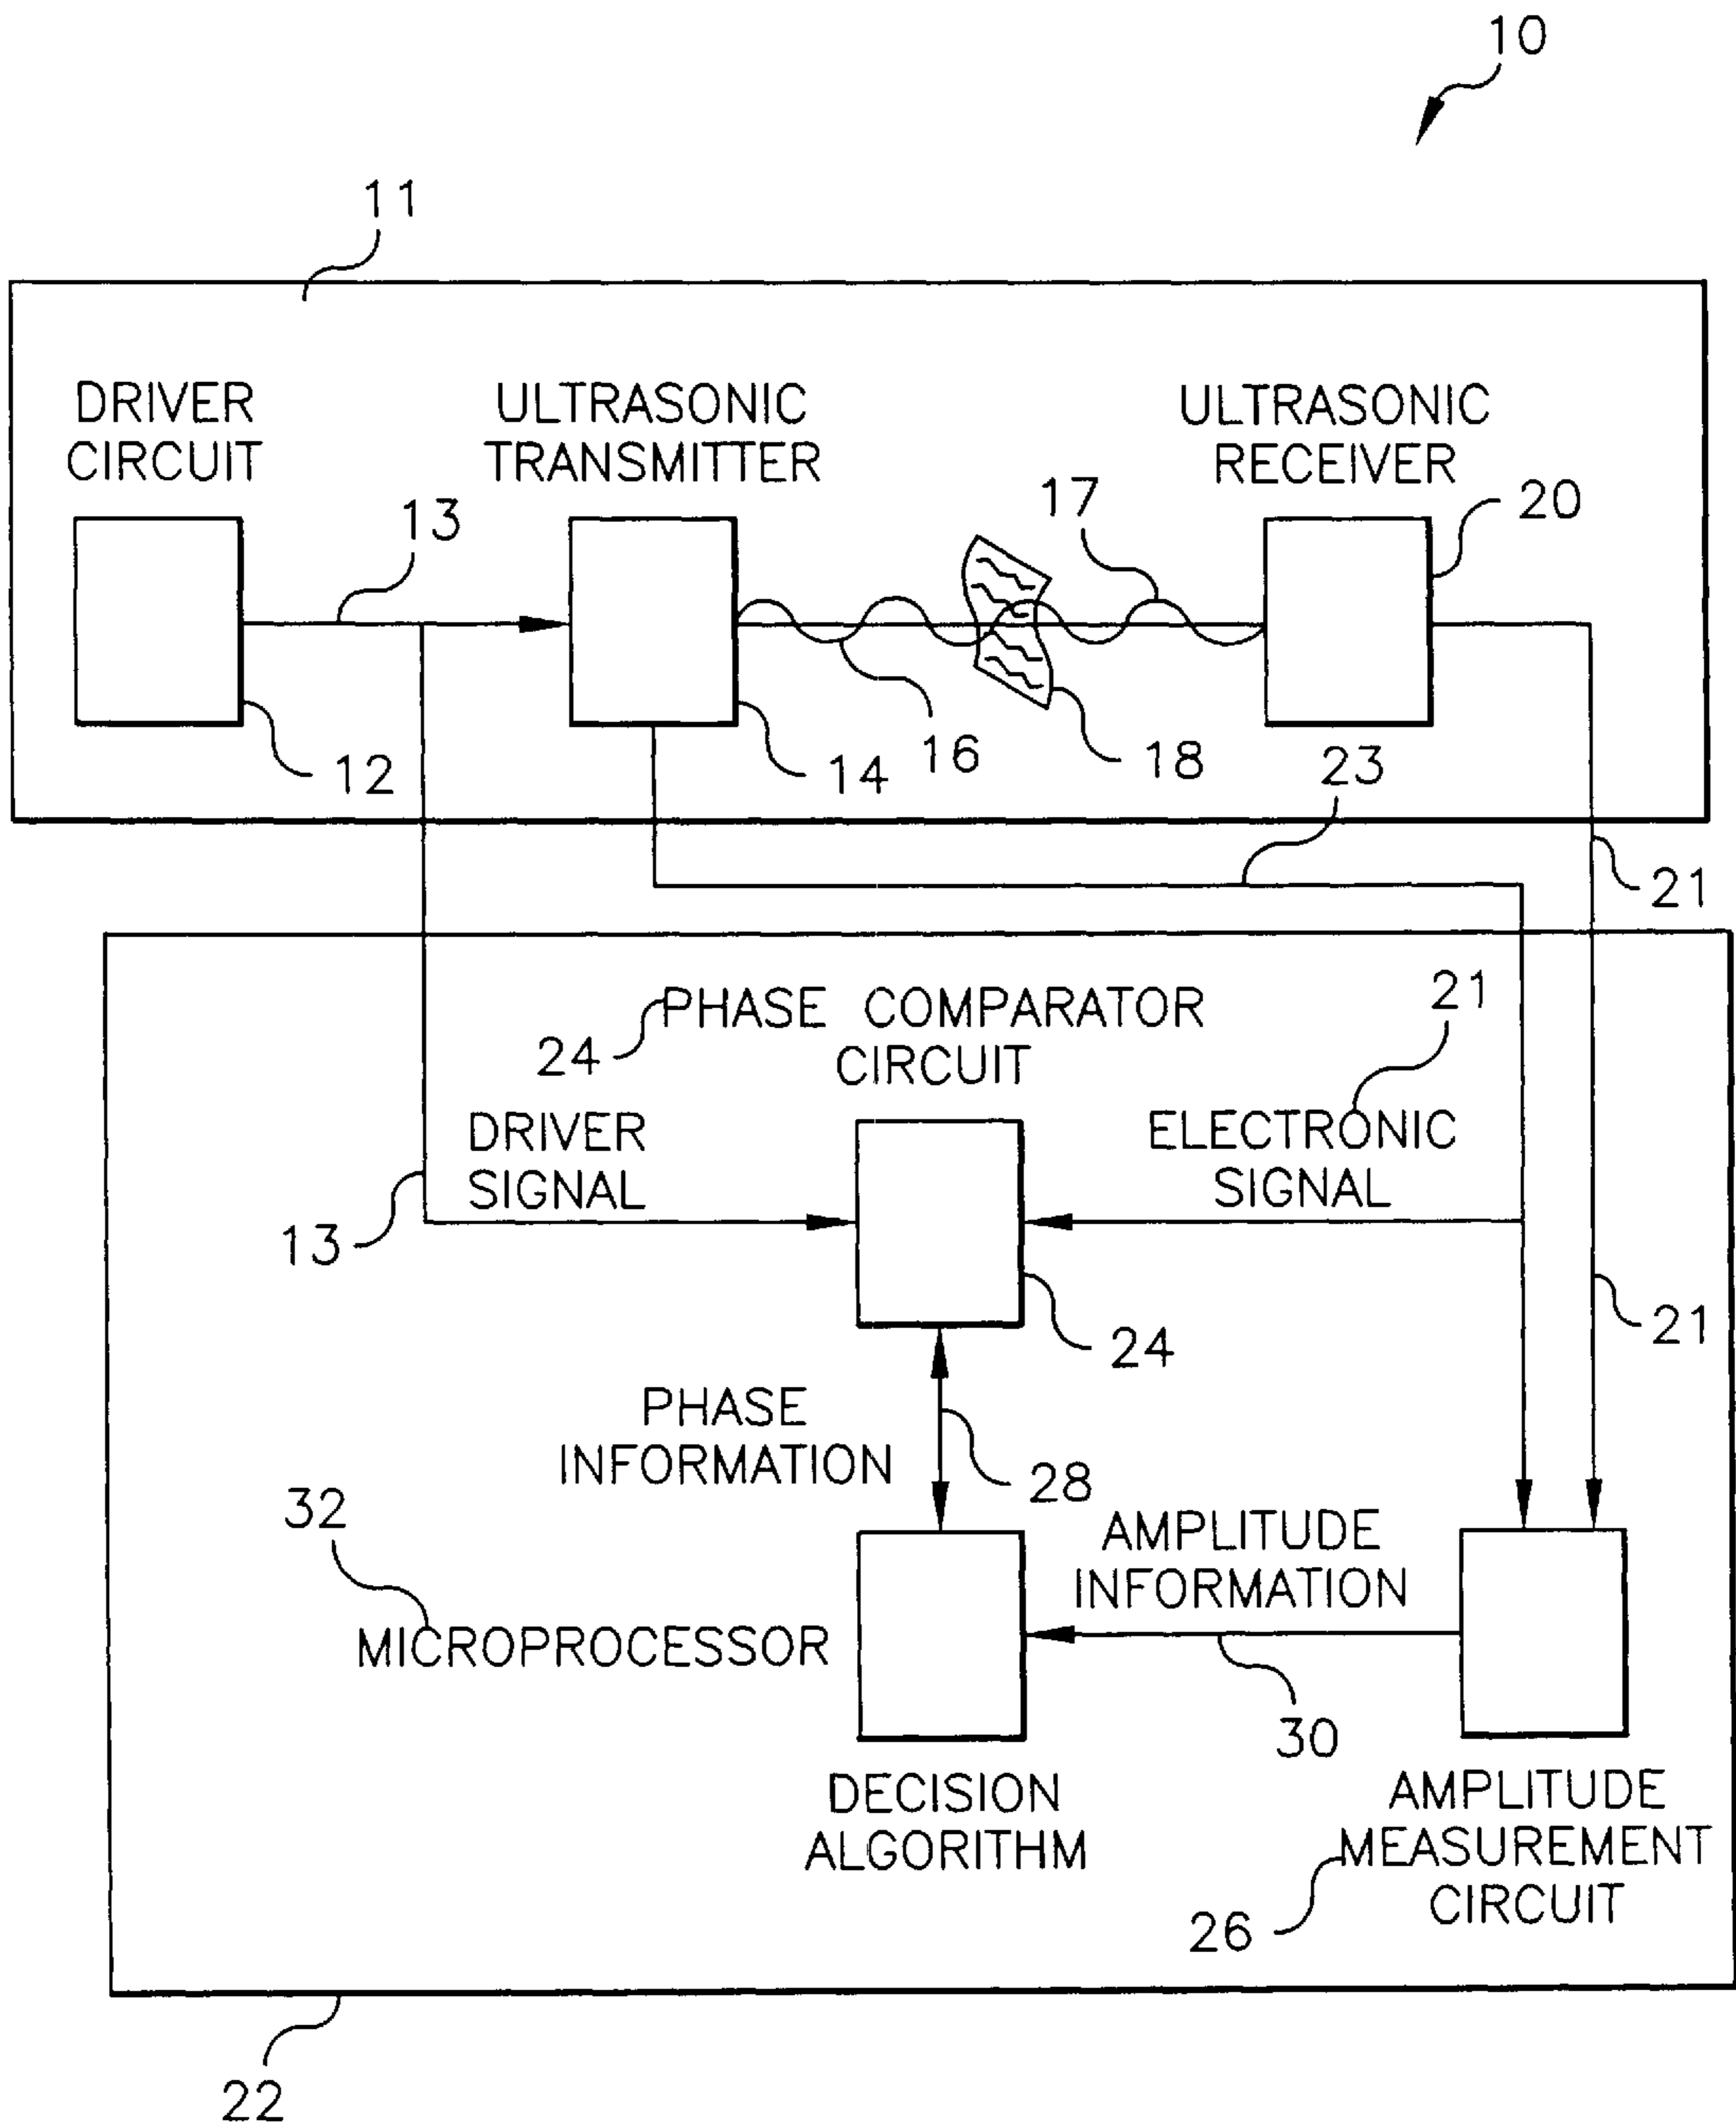 10
11
DRIVER
CIRCUIT
ULTRASONIC
TRANSMITTER
ULTRASONIC
RECEIVER
13
17
20
12
14
16
18
23
21
24
PHASE COMPARATOR
CIRCUIT
21
DRIVER
SIGNAL
ELECTRONIC
SIGNAL
13
24
21
PHASE
INFORMATION
28
32
MICROPROCESSOR
AMPLITUDE
INFORMATION
30
DECISION
ALGORITHM
AMPLITUDE
MEASUREMENT
CIRCUIT
26
22